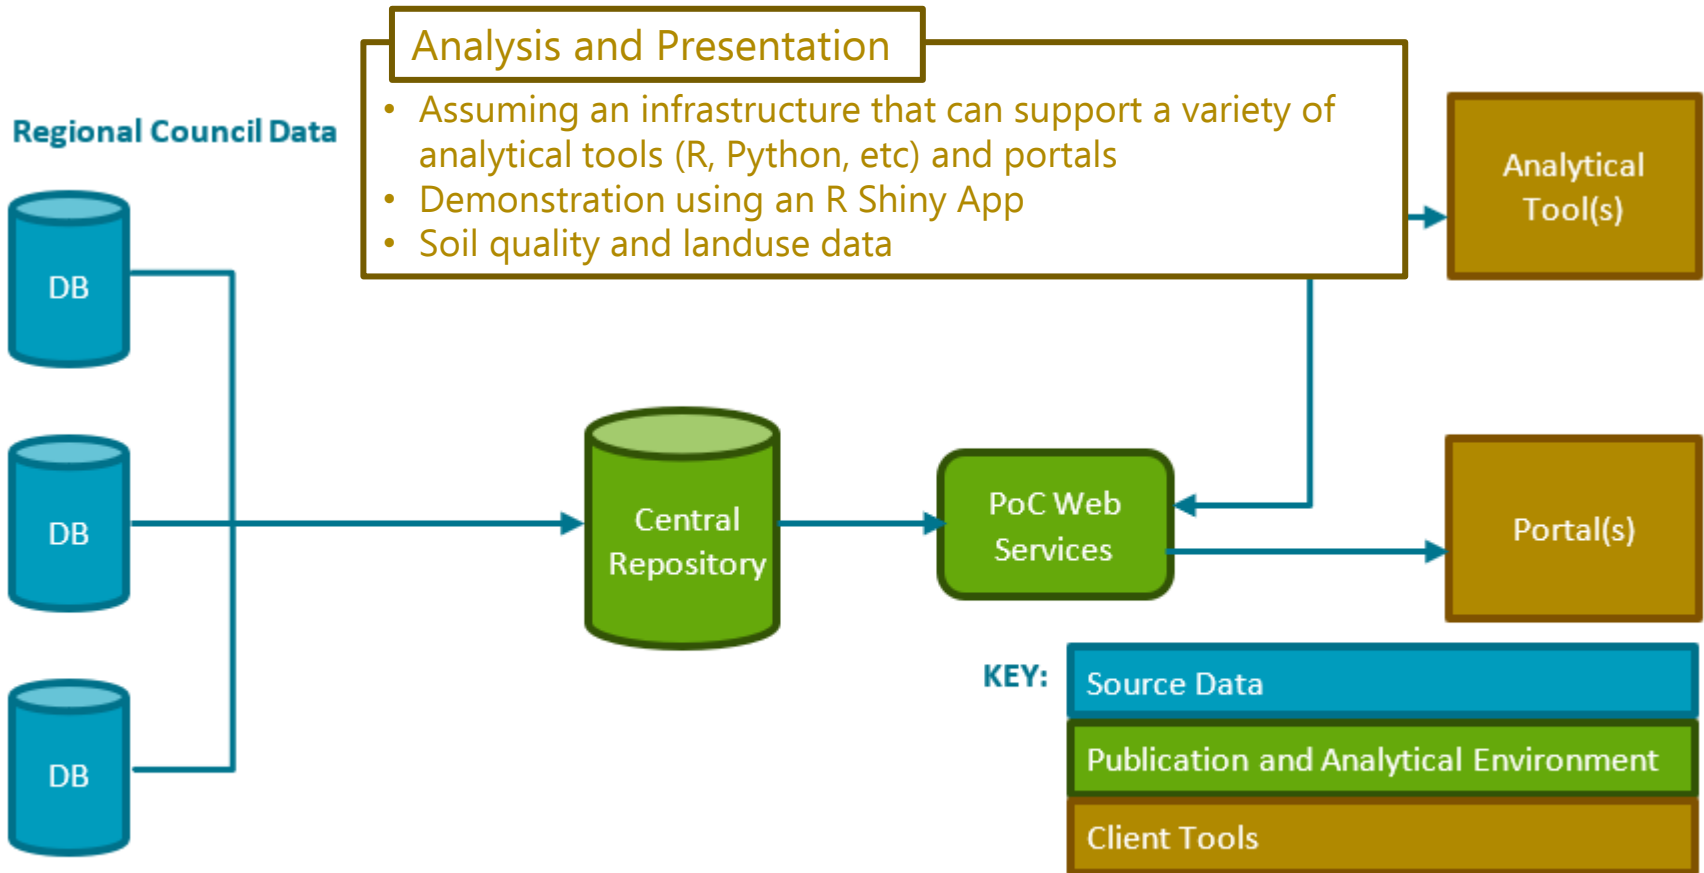 Analysis and Presentation
• Assuming an infrastructure that can support a variety of
analytical tools (R, Python, etc) and portals
• Demonstration using an R Shiny App
• Soil quality and landuse data
Regional Council Data
DB
DB
DB
Central
Repository
PoC Web
Services
Analytical
Tool(s)
Portal(s)
KEY:
Source Data
Publication and Analytical Environment
Client Tools